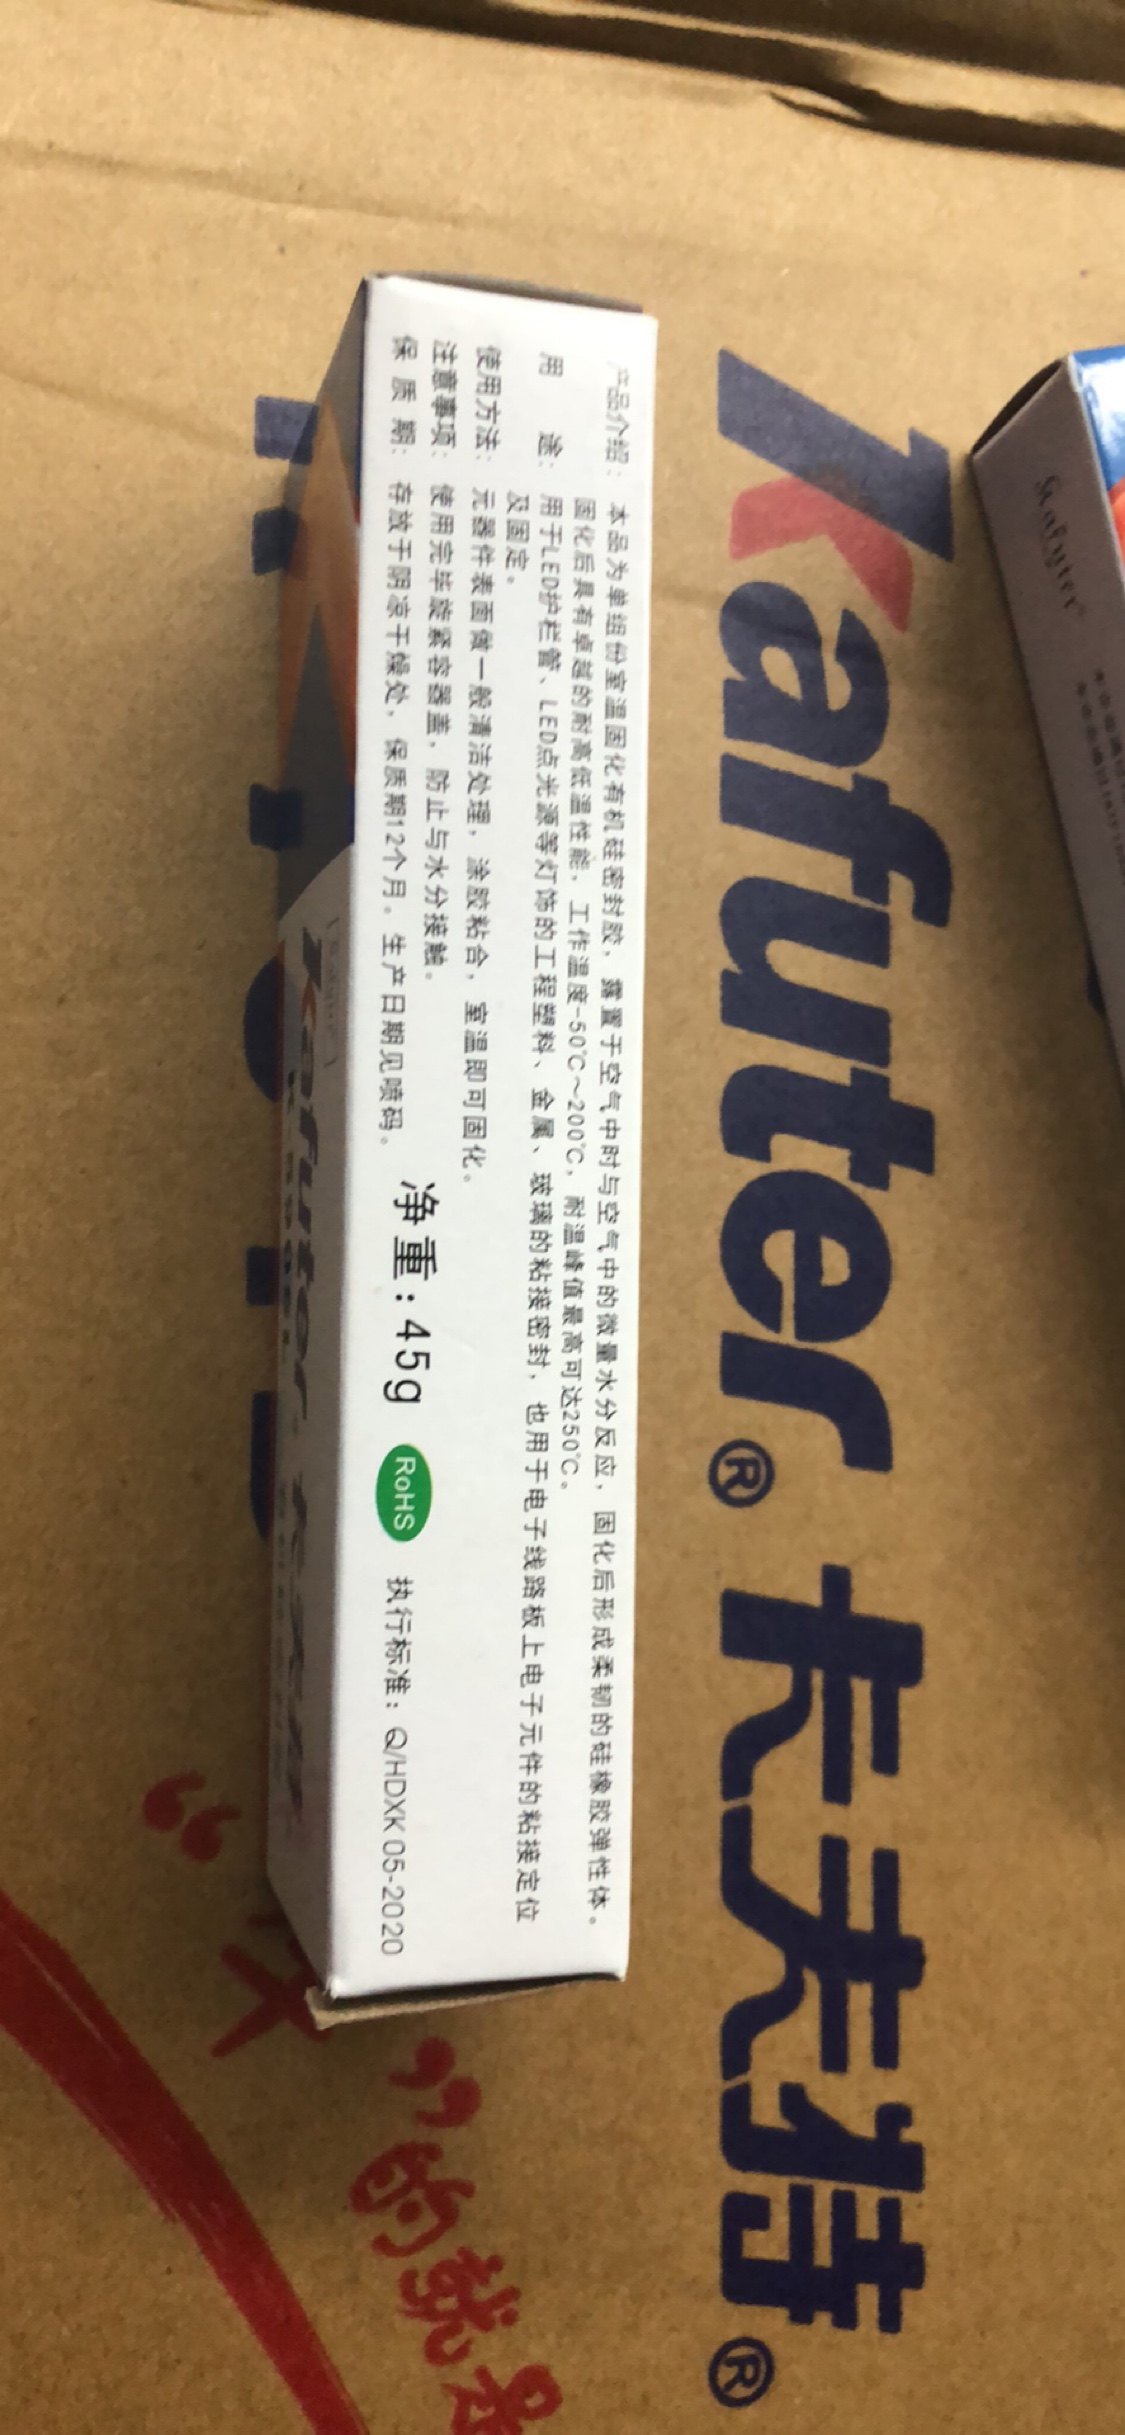 产品介绍：本品为单组份室温固化有机硅密封胶，露置于空气中时与空气中的微量水分反应，固化后形成柔韧的硅橡胶弹性体。
固化后具有卓越的耐高低温性能，工作温度-50℃～200℃，耐温峰值最高可达250℃。
用 途：用于LED护栏管、LED点光源等灯饰的工程塑料、金属、玻璃的粘接密封，也用于电子线路板上电子元件的粘接定位
及固定。
使用方法：元器件表面做一般清洁处理，涂胶粘合，室温即可固化。
注意事项：使用完毕旋紧容器盖，防止与水分接触。
保 质 期：存放于阴凉干燥处，保质期12个月。生产日期见喷码。
净重：45g
RoHS
执行标准：Q/HDXK 05-2020
Kafuter® 卡夫特®
Kafuter
”的就是